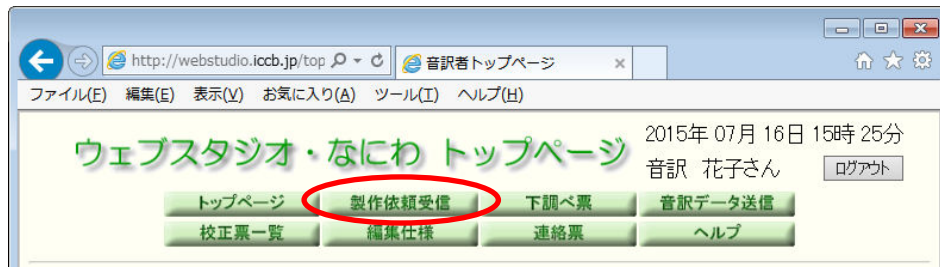 http://webstudio.iccb.jp/top
音訳者トップページ
ファイル(F) 編集(E) 表示(V) お気に入り(A) ツール(T) ヘルプ(H)
ウェブスタジオ・なにわ トップページ
2015年 07月 16日 15時 25分
音訳 花子さん ログアウト
トップページ 製作依頼受信 下調べ票 音訳データ送信
校正票一覧 編集仕様 連絡票 ヘルプ